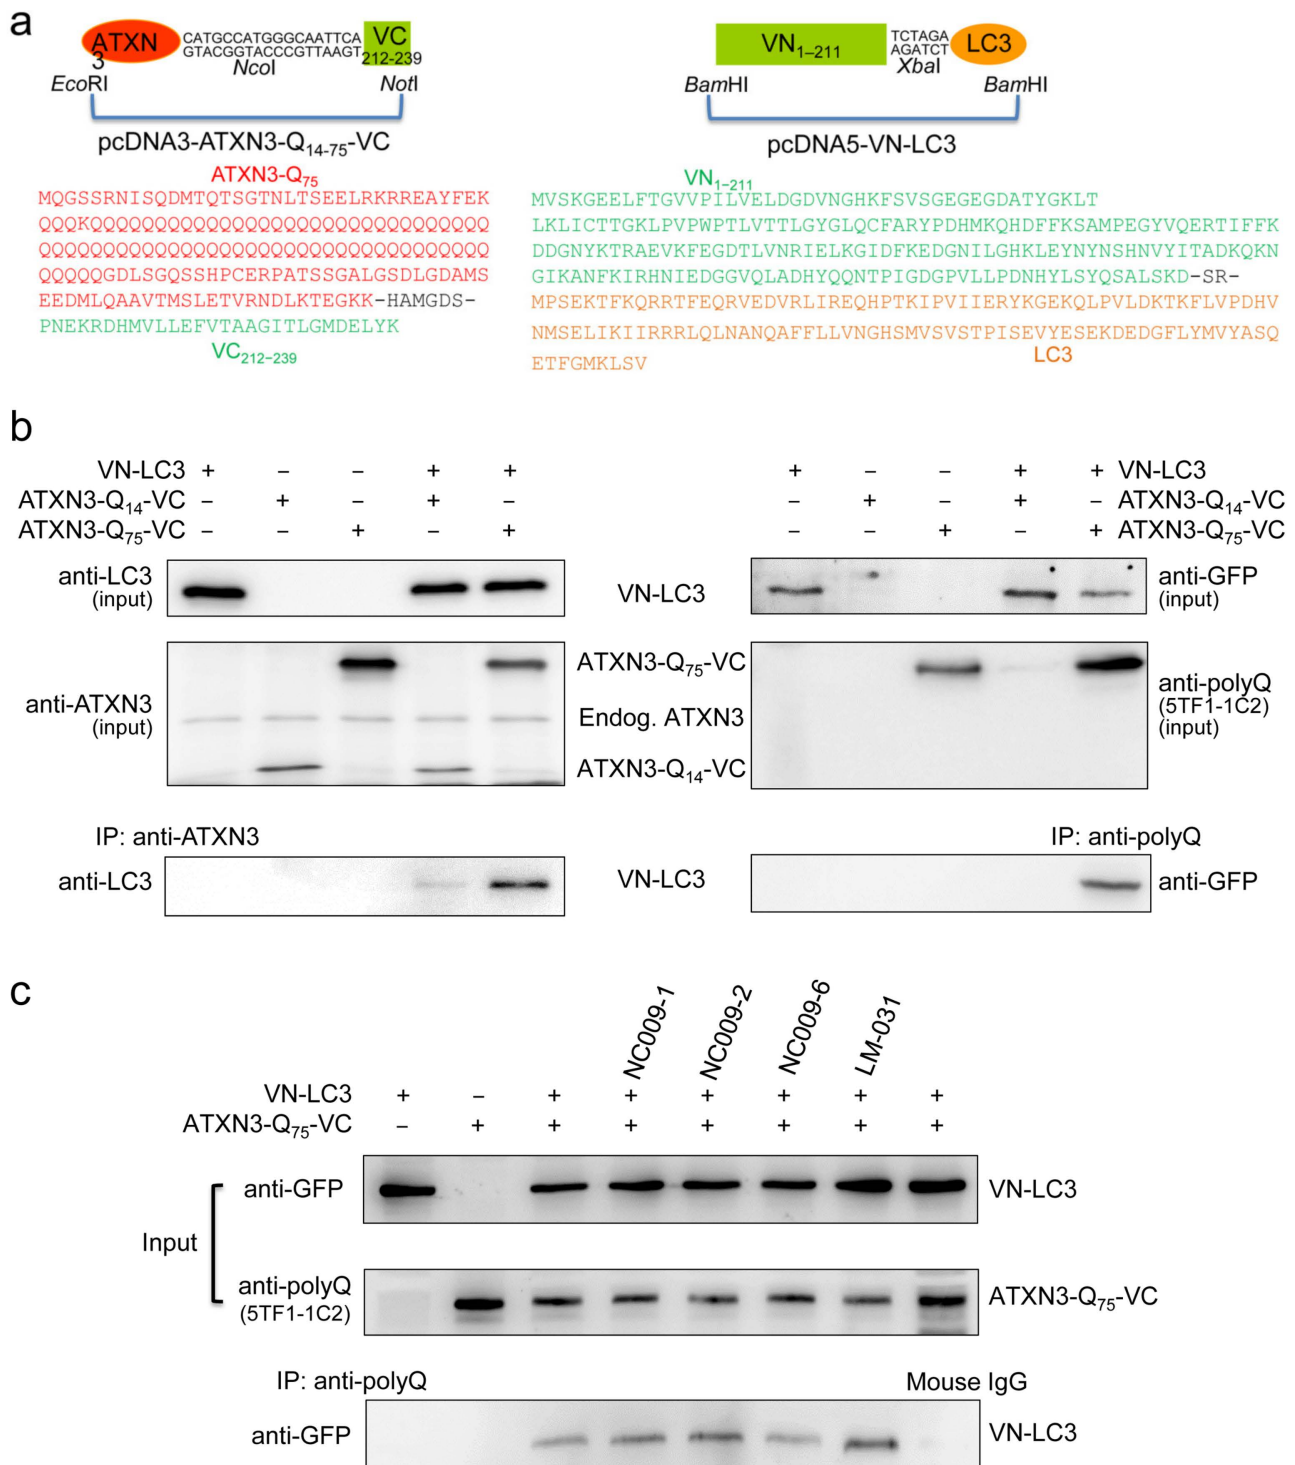 a
ATXN
3
CATGCCATGGGCAATTCA
GTACGGTACCCGTTAAGT
NcoI
VC
212-239
EcoRI
NotI
pcDNA3-ATXN3-Q14-75-VC
VN1–211
TCTAGA
AGATCT
XbaI
LC3
BamHI
BamHI
pcDNA5-VN-LC3
ATXN3-Q75
MQGSSRNISQDMTQTSGTNLTSEELRKRREAYFEK
QQQKQQQQQQQQQQQQQQQQQQQQQQQQQQQQQQQ
QQQQQQQQQQQQQQQQQQQQQQQQQQQQQQQQQQQ
QQQQQGDLSGQSSHPCERPATSSGALGSDLGDAMS
EEDMLQAAVTMSLETVRNDLKTEGKK-HAMGDS-
PNEKRDHMVLLEFVTAAGITLGMDELYK
VC212–239
VN1–211
MVSKGEELFTGVVPILVELDGDVNGHKFSVSGEGEGDATYGKLT
LKLICTTGKLPVPWPTLVTTLGYGLQCFARYPDHMKQHDFFKSAMPEGYVQERTIFFK
DDGNYKTRAEVKFEGDTLVNRIELKGIDFKEDGNILGHKLEYNYNSHNVYITADKQKN
GIKANFKIRHNIEDGGVQLADHYQQNTPIGDGPVLLPDNHYLSYQSALSKD-SR-
MPSEKTFKQRRTFEQRVEDVRLIREQHPTKIPVIIERYKGEKQLPVLDKTKFLVPDHV
NMSELIKIIRRRLQLNANQAFFLLVNGHSMVSVSTPISEVYESEKDEDGFLYMVYASQ
ETFGMKLSV
LC3
b
VN-LC3 + – – + +
ATXN3-Q14-VC – + – + –
ATXN3-Q75-VC – – + – +
+ – – + + VN-LC3
– + – + – ATXN3-Q14-VC
– – + – + ATXN3-Q75-VC
anti-LC3
(input)
VN-LC3
anti-GFP
(input)
anti-ATXN3
(input)
ATXN3-Q75-VC
Endog. ATXN3
ATXN3-Q14-VC
anti-polyQ
(5TF1-1C2)
(input)
IP: anti-ATXN3
IP: anti-polyQ
anti-LC3
VN-LC3
anti-GFP
c
NC009-1
NC009-2
NC009-6
LM-031
VN-LC3 + – + + + + + +
ATXN3-Q75-VC – + + + + + + +
Input
anti-GFP
VN-LC3
anti-polyQ
(5TF1-1C2)
ATXN3-Q75-VC
IP: anti-polyQ
Mouse IgG
anti-GFP
VN-LC3